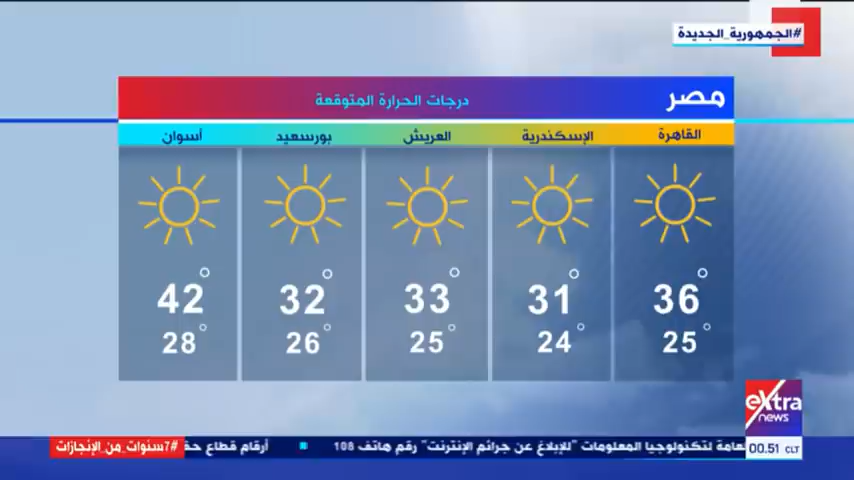 #الجمهورية_الجديدة
مصر
درجات الحرارة المتوقعة
القاهرة
الإسكندرية
العريش
بورسعيد
أسوان
36°
31°
33°
32°
42°
25°
24°
25°
26°
28°
eXtra
news
00.51 CLT
لتكنولوجيا المعلومات "للإبلاغ عن جرائم الإنترنت" رقم هاتف 108 أرقام قطاع
#7سنوات_من_الإنجازات